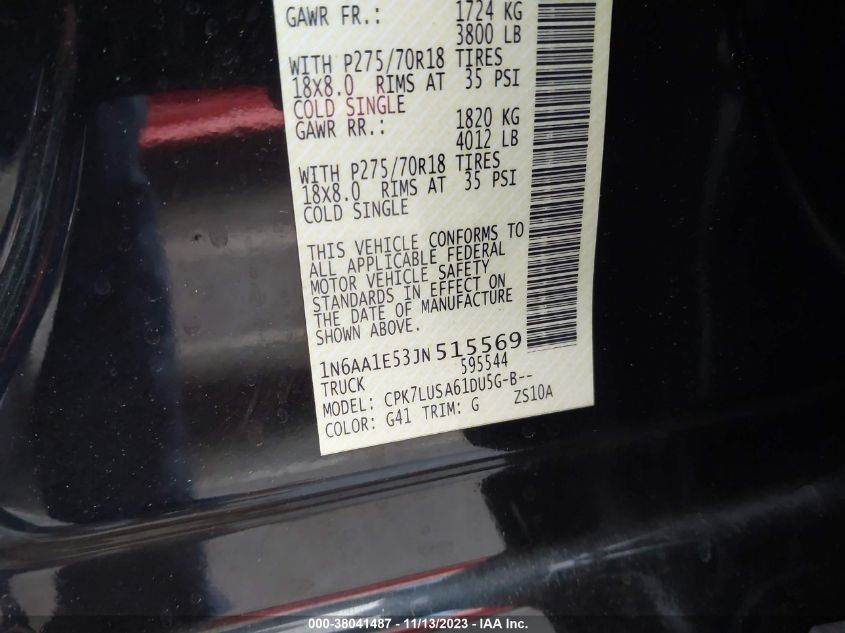 GAWR FR.: 1724 KG
3800 LB
WITH P275/70R18 TIRES
18X8.0 RIMS AT 35 PSI
COLD SINGLE
GAWR RR.: 1820 KG
4012 LB
WITH P275/70R18 TIRES
18X8.0 RIMS AT 35 PSI
COLD SINGLE
THIS VEHICLE CONFORMS TO
ALL APPLICABLE FEDERAL
MOTOR VEHICLE SAFETY
STANDARDS IN EFFECT ON
THE DATE OF MANUFACTURE
SHOWN ABOVE.
1N6AA1E53JN515569
TRUCK 595544
MODEL: CPK7LUSA61DU5G-B--
COLOR: G41 TRIM: G ZS10A
000-38041487 - 11/13/2023 - IAA Inc.